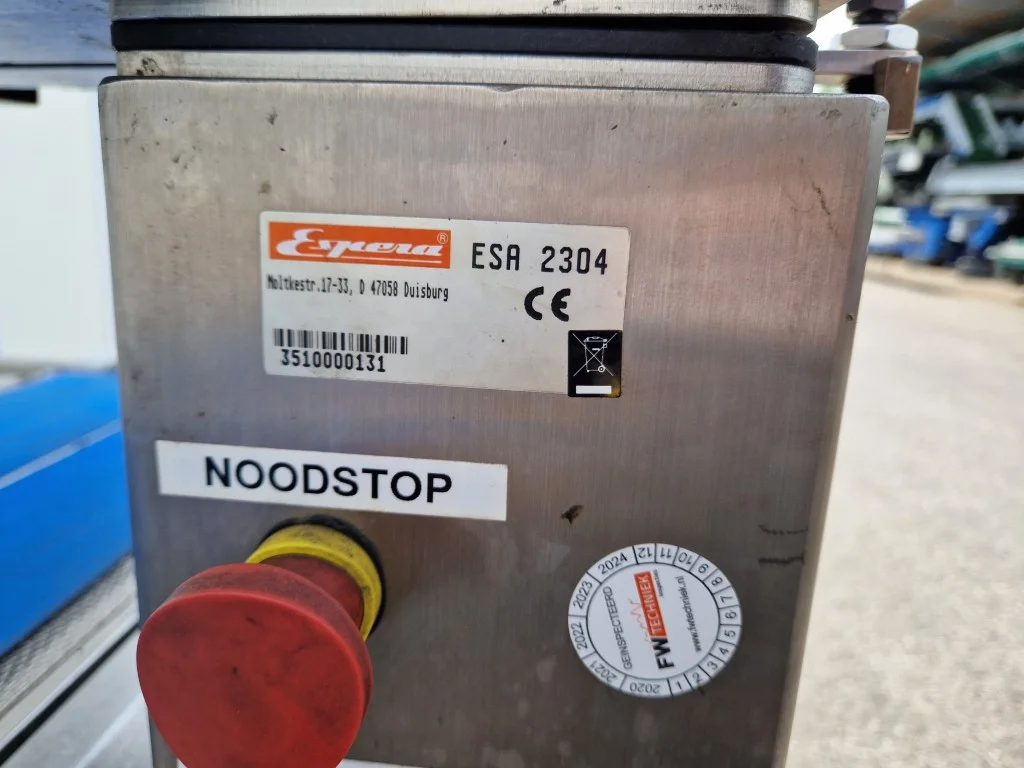 Espera®
ESA 2304
Moltkestr.17-33, D 47058 Duisburg
CE
3510000131
NOODSTOP
2020 2021 2022 2023 2024 12 11 10 9 8 7 6 5 4 3 2 1
GEINSPECTEERD
FW TECHNIEK
www.fwtechniek.nl